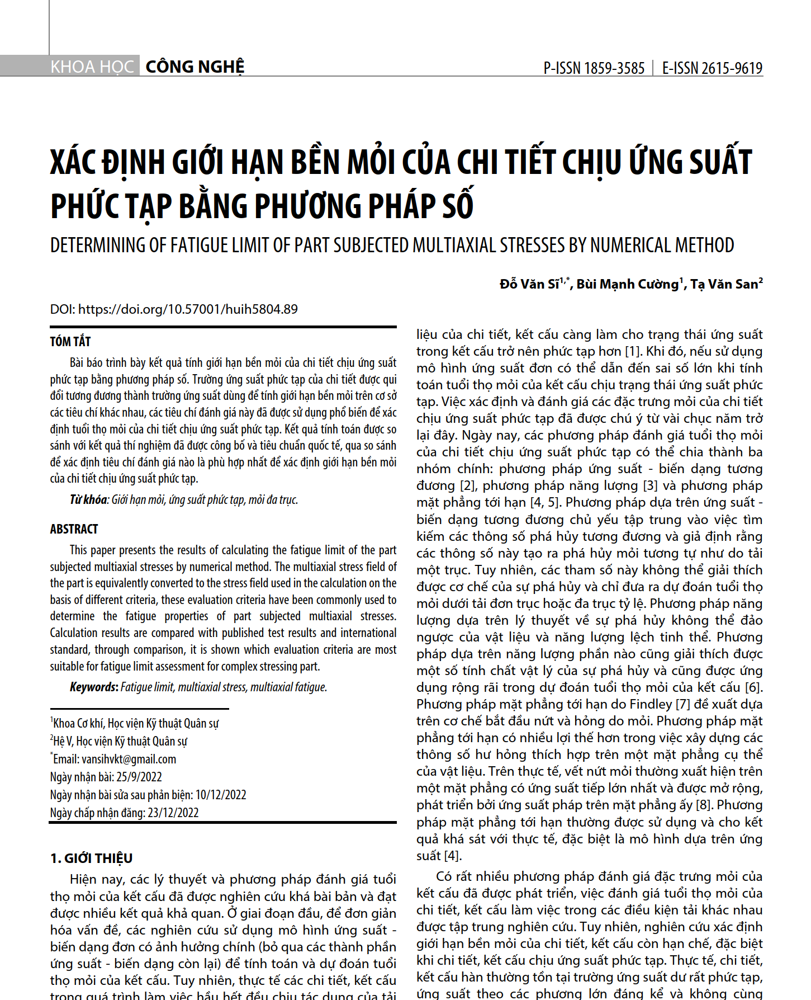 KHOA HỌC CÔNG NGHỆ
P-ISSN 1859-3585 | E-ISSN 2615-9619
XÁC ĐỊNH GIỚI HẠN BỀN MỎI CỦA CHI TIẾT CHỊU ỨNG SUẤT
PHỨC TẠP BẰNG PHƯƠNG PHÁP SỐ
DETERMINING OF FATIGUE LIMIT OF PART SUBJECTED MULTIAXIAL STRESSES BY NUMERICAL METHOD
Đỗ Văn Sĩ1,*, Bùi Mạnh Cường1, Tạ Văn San2
DOI: https://doi.org/10.57001/huih5804.89
TÓM TẮT
Bài báo trình bày kết quả tính giới hạn bền mỏi của chi tiết chịu ứng suất
phức tạp bằng phương pháp số. Trường ứng suất phức tạp của chi tiết được qui
đổi tương đương thành trường ứng suất dùng để tính giới hạn bền mỏi trên cơ sở
các tiêu chí khác nhau, các tiêu chí đánh giá này đã được sử dụng phổ biến để xác
định tuổi thọ mỏi của chi tiết chịu ứng suất phức tạp. Kết quả tính toán được so
sánh với kết quả thí nghiệm đã được công bố và tiêu chuẩn quốc tế, qua so sánh
để xác định tiêu chí đánh giá nào là phù hợp nhất để xác định giới hạn bền mỏi
của chi tiết chịu ứng suất phức tạp.
Từ khóa: Giới hạn mỏi, ứng suất phức tạp, mỏi đa trục.
ABSTRACT
This paper presents the results of calculating the fatigue limit of the part
subjected multiaxial stresses by numerical method. The multiaxial stress field of
the part is equivalently converted to the stress field used in the calculation on the
basis of different criteria, these evaluation criteria have been commonly used to
determine the fatigue properties of part subjected multiaxial stresses.
Calculation results are compared with published test results and international
standard, through comparison, it is shown which evaluation criteria are most
suitable for fatigue limit assessment for complex stressing part.
Keywords: Fatigue limit, multiaxial stress, multiaxial fatigue.
1Khoa Cơ khí, Học viện Kỹ thuật Quân sự
2Hệ V, Học viện Kỹ thuật Quân sự
*Email: vansihvkt@gmail.com
Ngày nhận bài: 25/9/2022
Ngày nhận bài sửa sau phản biện: 10/12/2022
Ngày chấp nhận đăng: 23/12/2022
1. GIỚI THIỆU
Hiện nay, các lý thuyết và phương pháp đánh giá tuổi
thọ mỏi của kết cấu đã được nghiên cứu khá bài bản và đạt
được nhiều kết quả khả quan. Ở giai đoạn đầu, để đơn giản
hóa vấn đề, các nghiên cứu sử dụng mô hình ứng suất -
biến dạng đơn có ảnh hưởng chính (bỏ qua các thành phần
ứng suất - biến dạng còn lại) để tính toán và dự đoán tuổi
thọ mỏi của kết cấu. Tuy nhiên, thực tế các chi tiết, kết cấu
trong quá trình làm việc hầu hết đều chịu tác dụng của tải
liệu của chi tiết, kết cấu càng làm cho trạng thái ứng suất
trong kết cấu trở nên phức tạp hơn [1]. Khi đó, nếu sử dụng
mô hình ứng suất đơn có thể dẫn đến sai số lớn khi tính
toán tuổi thọ mỏi của kết cấu chịu trạng thái ứng suất phức
tạp. Việc xác định và đánh giá các đặc trưng mỏi của chi tiết
chịu ứng suất phức tạp đã được chú ý từ vài chục năm trở
lại đây. Ngày nay, các phương pháp đánh giá tuổi thọ mỏi
của chi tiết chịu ứng suất phức tạp có thể chia thành ba
nhóm chính: phương pháp ứng suất - biến dạng tương
đương [2], phương pháp năng lượng [3] và phương pháp
mặt phẳng tới hạn [4, 5]. Phương pháp dựa trên ứng suất -
biến dạng tương đương chủ yếu tập trung vào việc tìm
kiếm các thông số phá hủy tương đương và giả định rằng
các thông số này tạo ra phá hủy mỏi tương tự như do tải
một trục. Tuy nhiên, các tham số này không thể giải thích
được cơ chế của sự phá hủy và chỉ đưa ra dự đoán tuổi thọ
mỏi dưới tải đơn trục hoặc đa trục tỷ lệ. Phương pháp năng
lượng dựa trên lý thuyết về sự phá hủy không thể đảo
ngược của vật liệu và năng lượng lệch tinh thể. Phương
pháp dựa trên năng lượng phần nào cũng giải thích được
một số tính chất vật lý của sự phá hủy và cũng được ứng
dụng rộng rãi trong dự đoán tuổi thọ mỏi của kết cấu [6].
Phương pháp mặt phẳng tới hạn do Findley [7] đề xuất dựa
trên cơ chế bắt đầu nứt và hỏng do mỏi. Phương pháp mặt
phẳng tới hạn có nhiều lợi thế hơn trong việc xây dựng các
thông số hư hỏng thích hợp trên một mặt phẳng cụ thể
của vật liệu. Trên thực tế, vết nứt mỏi thường xuất hiện trên
một mặt phẳng có ứng suất tiếp lớn nhất và được mở rộng,
phát triển bởi ứng suất pháp trên mặt phẳng ấy [8]. Phương
pháp mặt phẳng tới hạn thường được sử dụng và cho kết
quả khá sát với thực tế, đặc biệt là mô hình dựa trên ứng
suất [4].
Có rất nhiều phương pháp đánh giá đặc trưng mỏi của
kết cấu đã được phát triển, việc đánh giá tuổi thọ mỏi của
chi tiết, kết cấu làm việc trong các điều kiện tải khác nhau
được tập trung nghiên cứu. Tuy nhiên, nghiên cứu xác định
giới hạn bền mỏi của chi tiết, kết cấu còn hạn chế, đặc biệt
khi chi tiết, kết cấu chịu ứng suất phức tạp. Thực tế, chi tiết,
kết cấu hàn thường tồn tại trường ứng suất dư rất phức tạp,
ứng suất theo các phương lớn đáng kể và không cùng